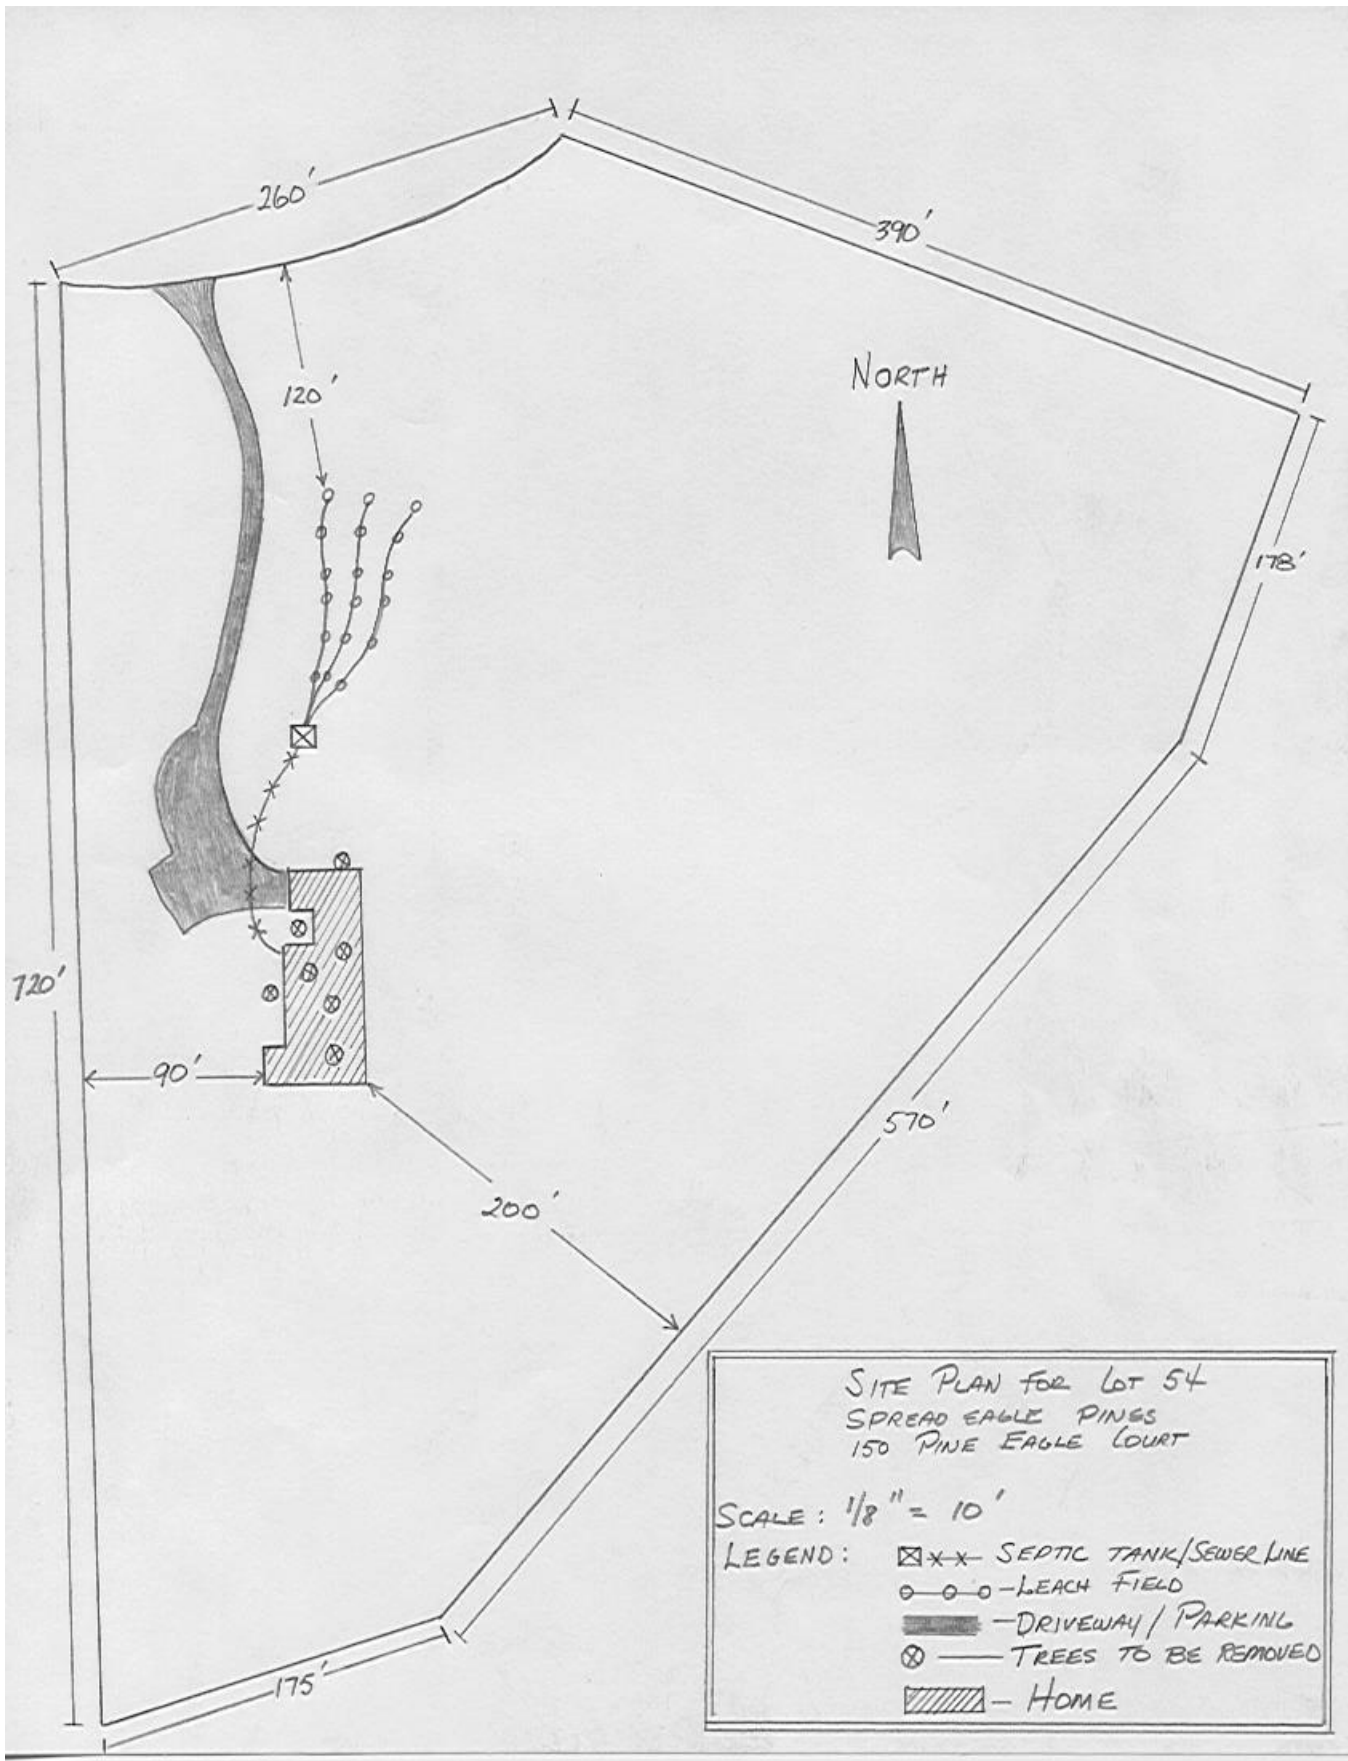 260'
390'
NORTH
120'
178'
720'
90'
570'
200'
175'
SITE PLAN FOR LOT 54
SPREAD EAGLE PINES
150 PINE EAGLE COURT
SCALE: 1/8" = 10'
LEGEND:
SEPTIC TANK/SEWER LINE
LEACH FIELD
DRIVEWAY / PARKING
TREES TO BE REMOVED
HOME